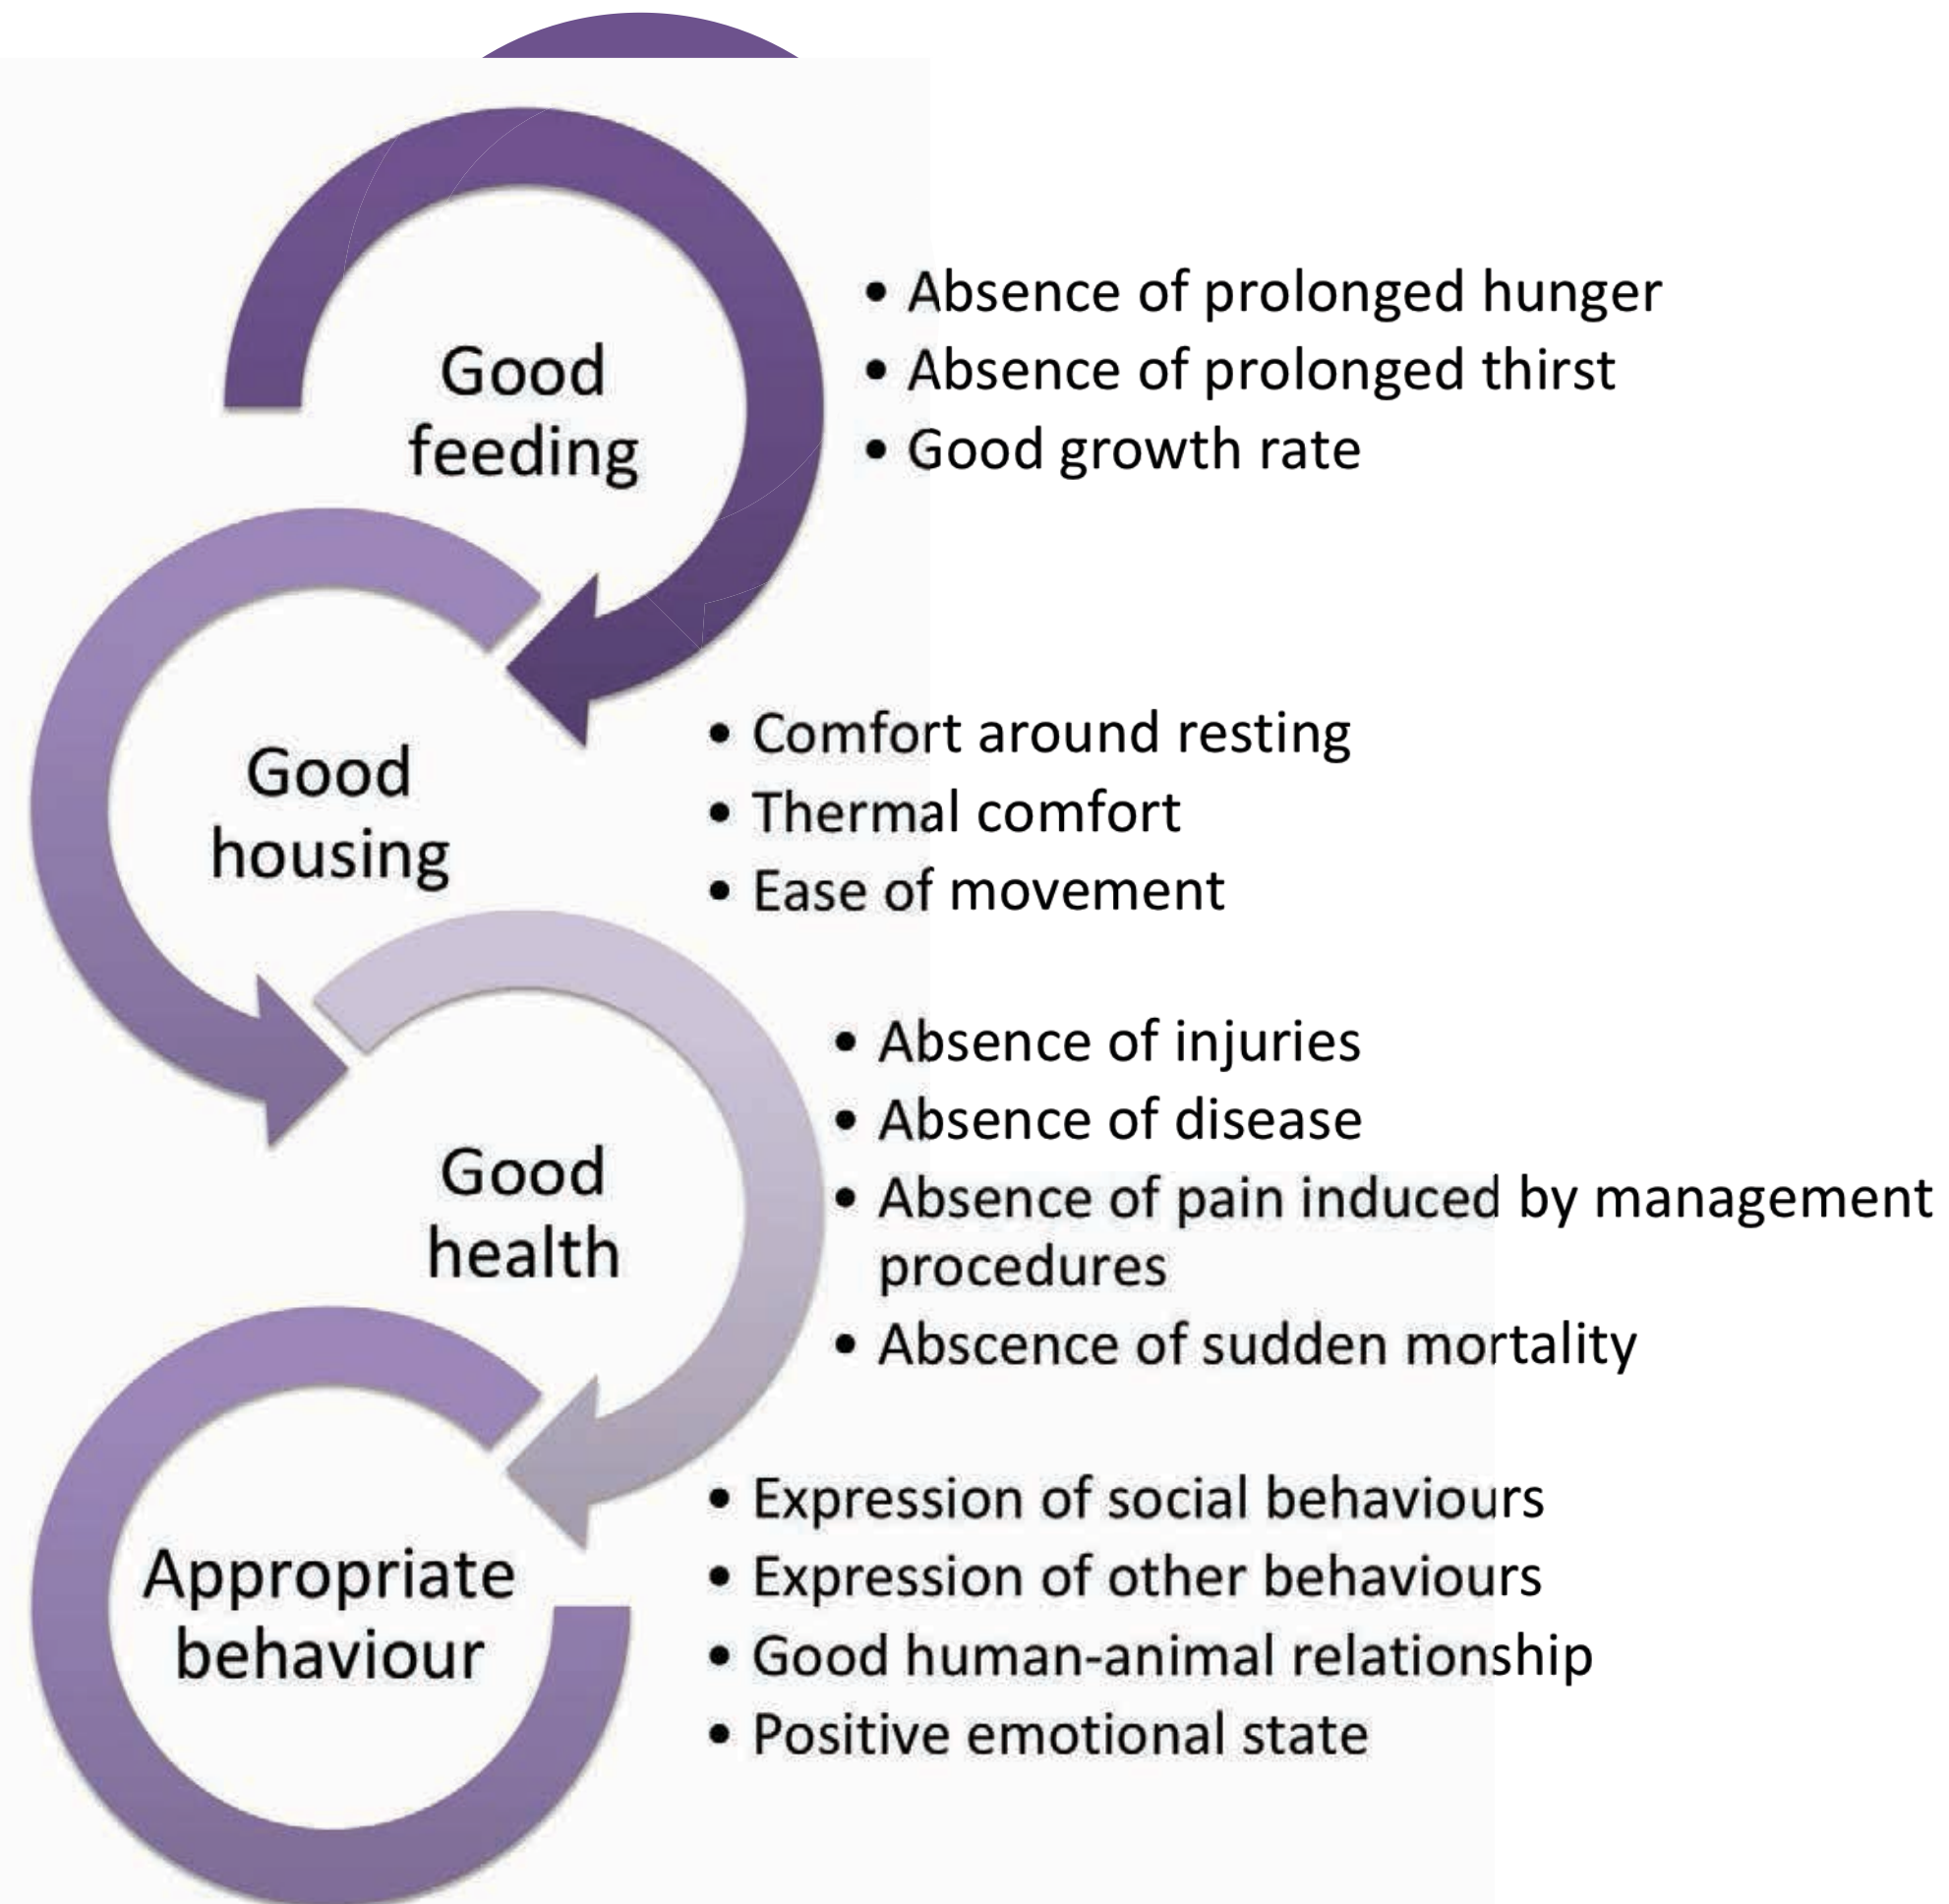 Good
feeding
• Absence of prolonged hunger
• Absence of prolonged thirst
• Good growth rate
Good
housing
• Comfort around resting
• Thermal comfort
• Ease of movement
Good
health
• Absence of injuries
• Absence of disease
• Absence of pain induced by management
procedures
• Abscence of sudden mortality
Appropriate
behaviour
• Expression of social behaviours
• Expression of other behaviours
• Good human-animal relationship
• Positive emotional state